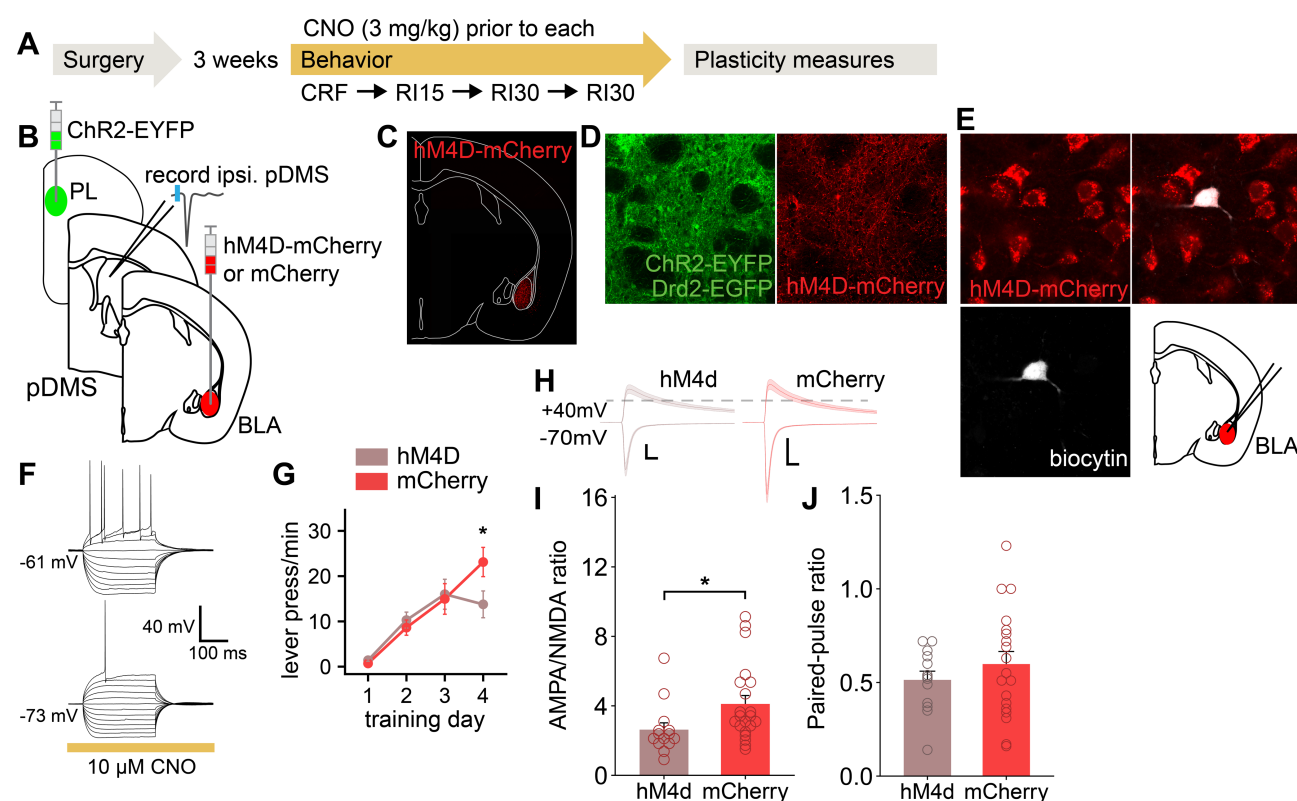 A
Surgery
3 weeks
CNO (3 mg/kg) prior to each
Behavior
CRF → RI15 → RI30 → RI30
Plasticity measures
B
ChR2-EYFP
PL
record ipsi. pDMS
hM4D-mCherry
or mCherry
pDMS
BLA
C
hM4D-mCherry
D
ChR2-EYFP
Drd2-EGFP
hM4D-mCherry
E
hM4D-mCherry
biocytin
BLA
F
-61 mV
40 mV
100 ms
-73 mV
10 µM CNO
G
hM4D
mCherry
lever press/min
30
20
10
0
*
1 2 3 4
training day
H
hM4d
mCherry
+40mV
-70mV
I
AMPA/NMDA ratio
16
12
8
4
0
*
hM4d mCherry
J
Paired-pulse ratio
1.5
1.0
0.5
0.0
hM4d mCherry